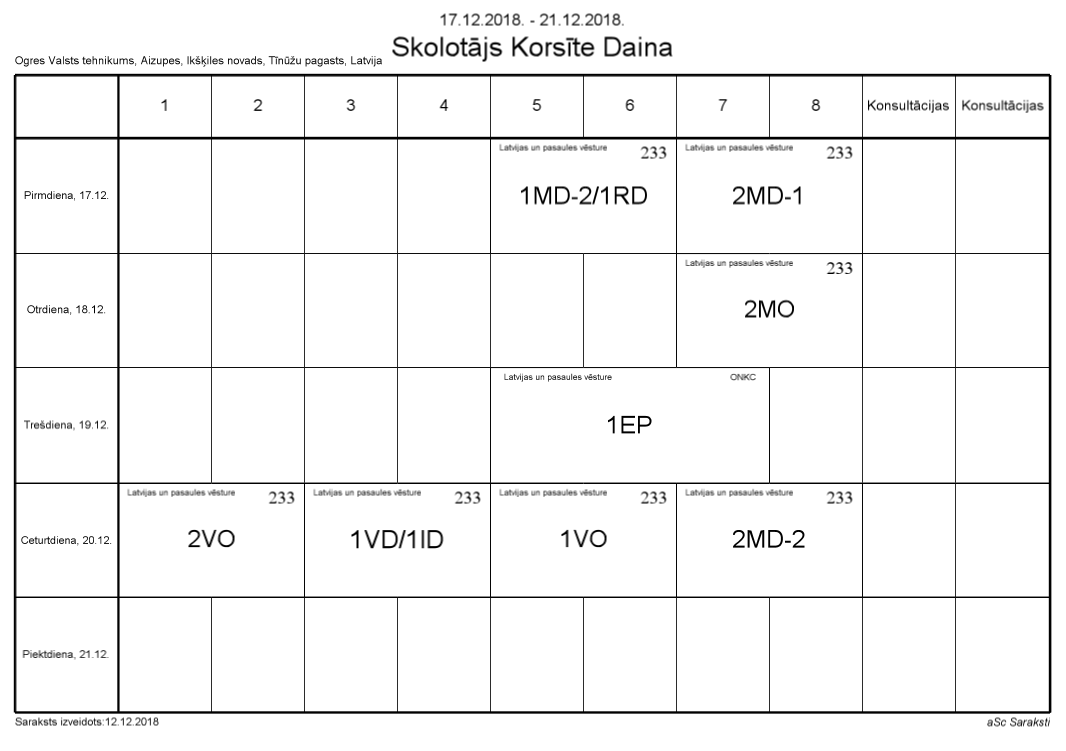 17.12.2018. - 21.12.2018.
Skolotājs Korsīte Daina
Ogres Valsts tehnikums, Aizupes, Ikšķiles novads, Tīnūžu pagasts, Latvija
1 2 3 4 5 6 7 8 Konsultācijas Konsultācijas
Latvijas un pasaules vēsture 233 Latvijas un pasaules vēsture 233
Pirmdiena, 17.12. 1MD-2/1RD 2MD-1
Latvijas un pasaules vēsture 233
Otrdiena, 18.12. 2MO
Latvijas un pasaules vēsture ONKC
Trešdiena, 19.12. 1EP
Latvijas un pasaules vēsture 233 Latvijas un pasaules vēsture 233 Latvijas un pasaules vēsture 233 Latvijas un pasaules vēsture 233
Ceturtdiena, 20.12. 2VO 1VD/1ID 1VO 2MD-2
Piektdiena, 21.12.
Saraksts izveidots:12.12.2018 aSc Saraksti